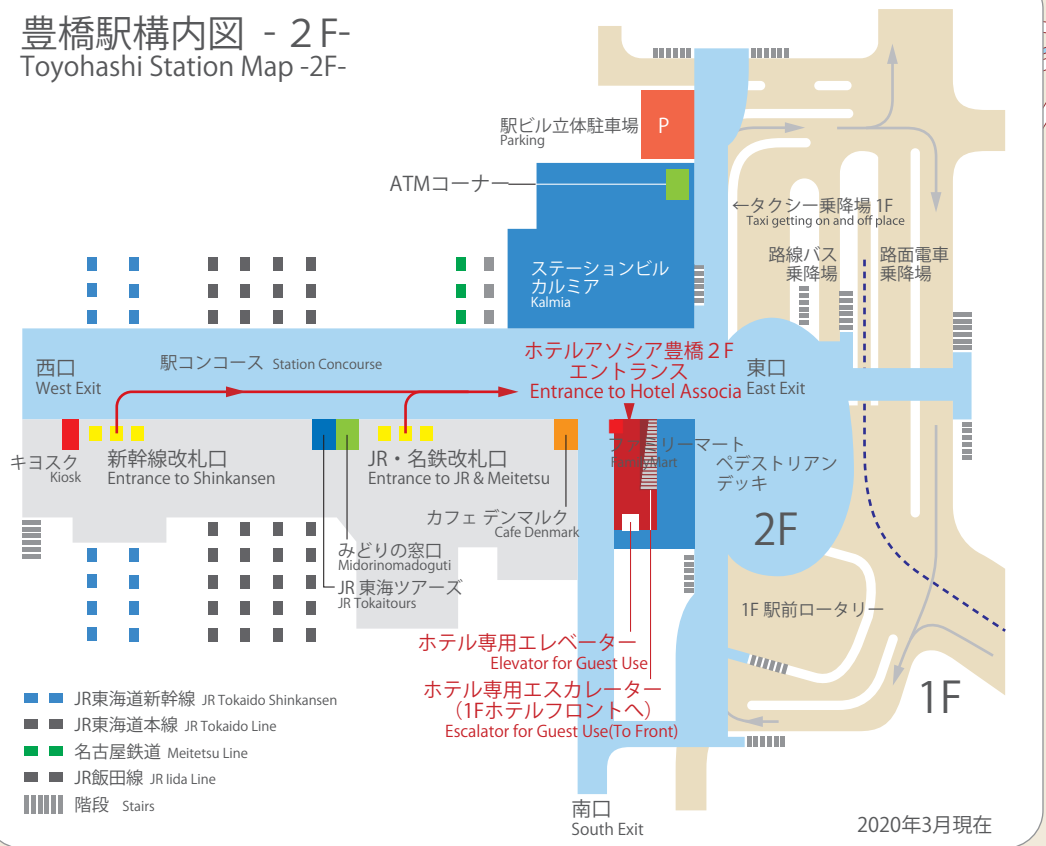 豊橋駅構内図 - 2F-
Toyohashi Station Map -2F-
駅ビル立体駐車場
Parking
P
ATMコーナー
←タクシー乗降場 1F
Taxi getting on and off place
路線バス
乗降場
路面電車
乗降場
ステーションビル
カルミア
Kalmia
西口
West Exit
駅コンコース Station Concourse
ホテルアソシア豊橋 2F
エントランス
Entrance to Hotel Associa
東口
East Exit
キヨスク
Kiosk
新幹線改札口
Entrance to Shinkansen
JR・名鉄改札口
Entrance to JR & Meitetsu
ファミリーマート
FamilyMart
ペデストリアン
デッキ
2F
カフェ デンマルク
Cafe Denmark
みどりの窓口
Midorinomadoguti
JR 東海ツアーズ
JR Tokaitours
1F 駅前ロータリー
ホテル専用エレベーター
Elevator for Guest Use
ホテル専用エスカレーター
（1Fホテルフロントへ）
Escalator for Guest Use(To Front)
1F
JR東海道新幹線 JR Tokaido Shinkansen
JR東海道本線 JR Tokaido Line
名古屋鉄道 Meitetsu Line
JR飯田線 JR Iida Line
階段 Stairs
南口
South Exit
2020年3月現在